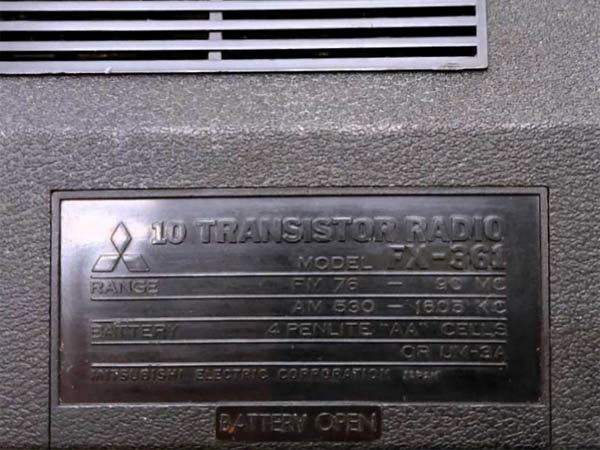 10 TRANSISTOR RADIO
MODEL FX-361
RANGE FM 76 – 90 MC
AM 530 – 1605 KC
BATTERY 4 PENLITE "AA" CELLS
OR UM-3A
MITSUBISHI ELECTRIC CORPORATION JAPAN
BATTERY OPEN